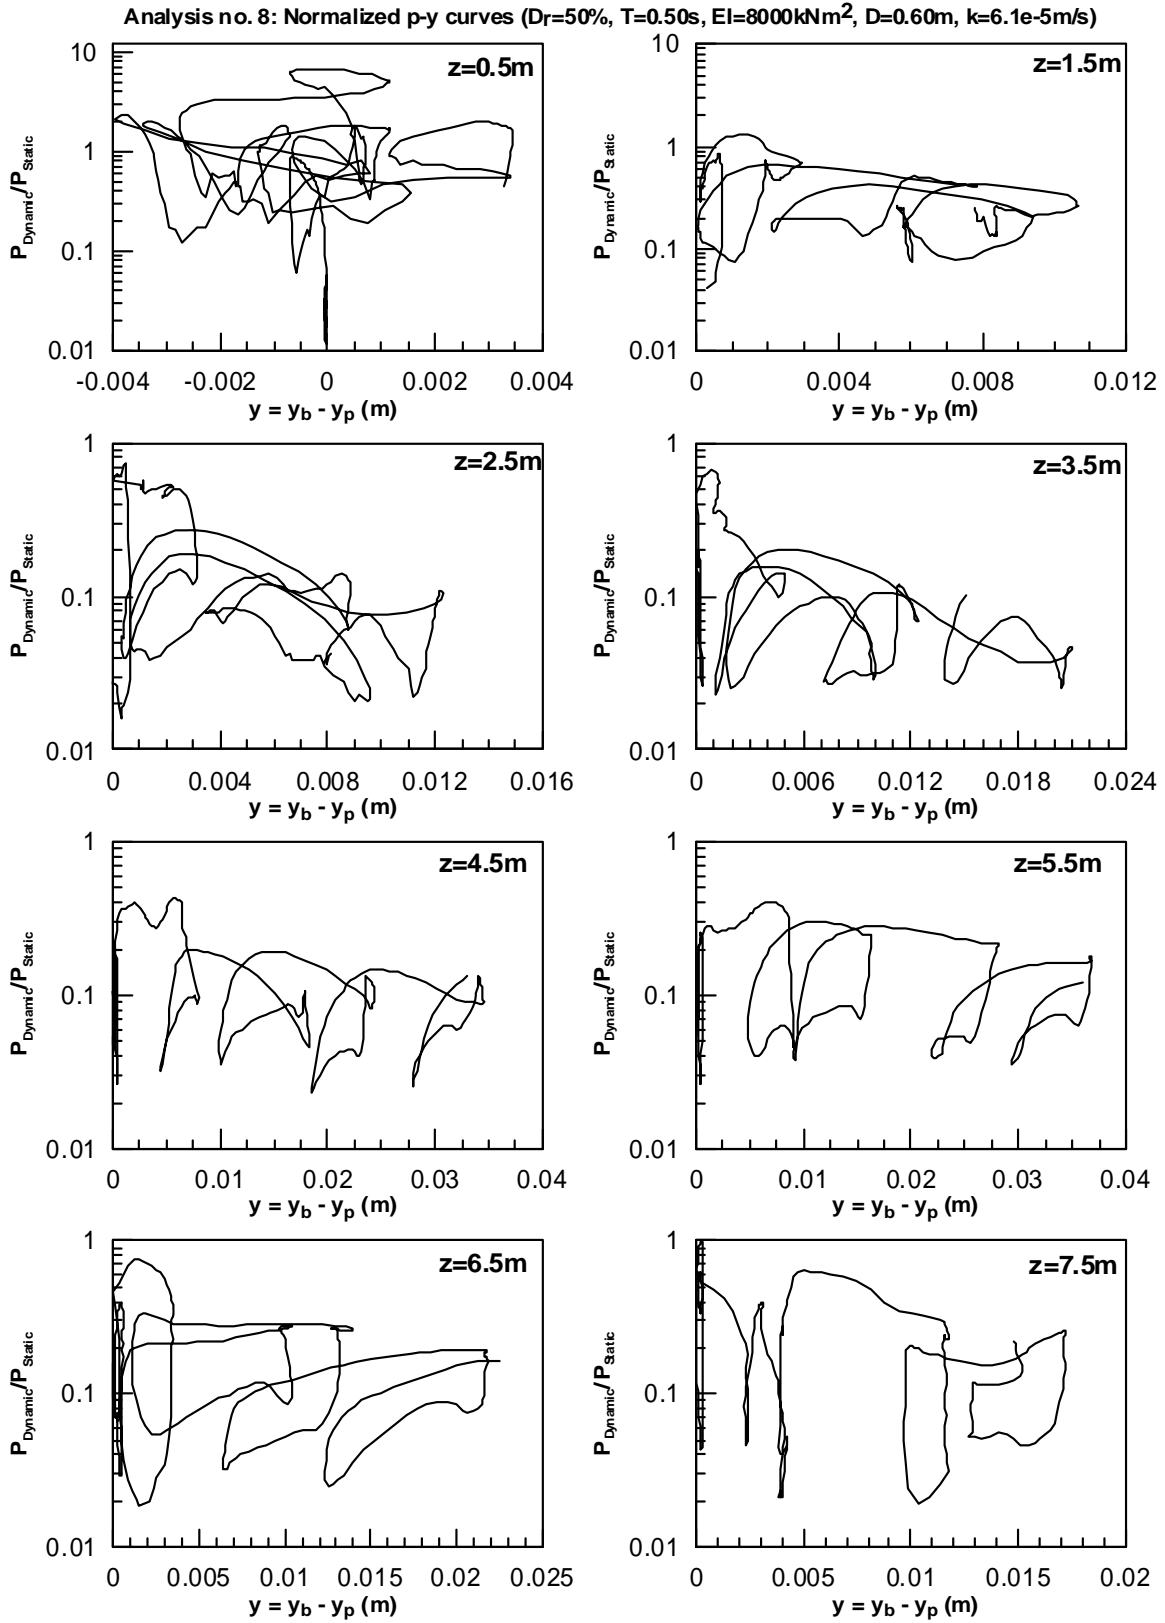 Analysis no. 8: Normalized p-y curves (Dr=50%, T=0.50s, EI=8000kNm2, D=0.60m, k=6.1e-5m/s)
z=0.5m
10
1
0.1
0.01
PDynamic/PStatic
-0.004 -0.002 0 0.002 0.004
y = yb - yp (m)
z=1.5m
10
1
0.1
0.01
PDynamic/PStatic
0 0.004 0.008 0.012
y = yb - yp (m)
z=2.5m
1
0.1
0.01
PDynamic/PStatic
0 0.004 0.008 0.012 0.016
y = yb - yp (m)
z=3.5m
1
0.1
0.01
PDynamic/PStatic
0 0.006 0.012 0.018 0.024
y = yb - yp (m)
z=4.5m
1
0.1
0.01
PDynamic/PStatic
0 0.01 0.02 0.03 0.04
y = yb - yp (m)
z=5.5m
1
0.1
0.01
PDynamic/PStatic
0 0.01 0.02 0.03 0.04
y = yb - yp (m)
z=6.5m
1
0.1
0.01
PDynamic/PStatic
0 0.005 0.01 0.015 0.02 0.025
y = yb - yp (m)
z=7.5m
1
0.1
0.01
PDynamic/PStatic
0 0.005 0.01 0.015 0.02
y = yb - yp (m)